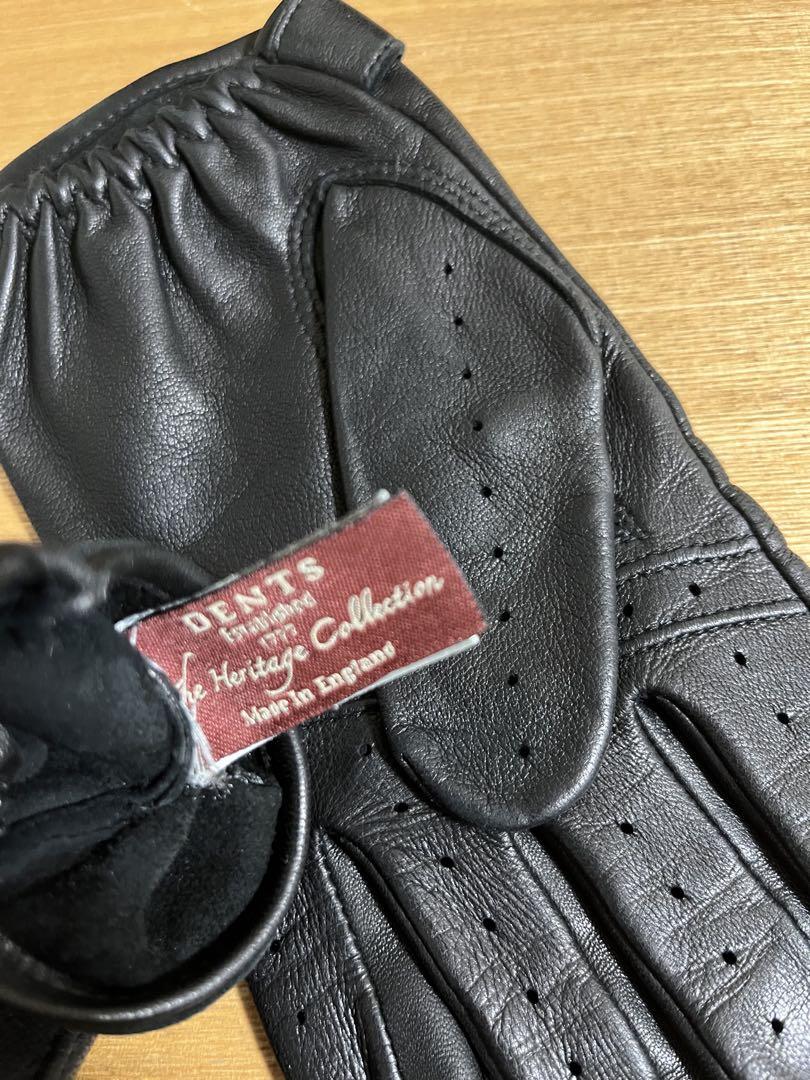 DENTS
Established
1777
The Heritage Collection
Made in England